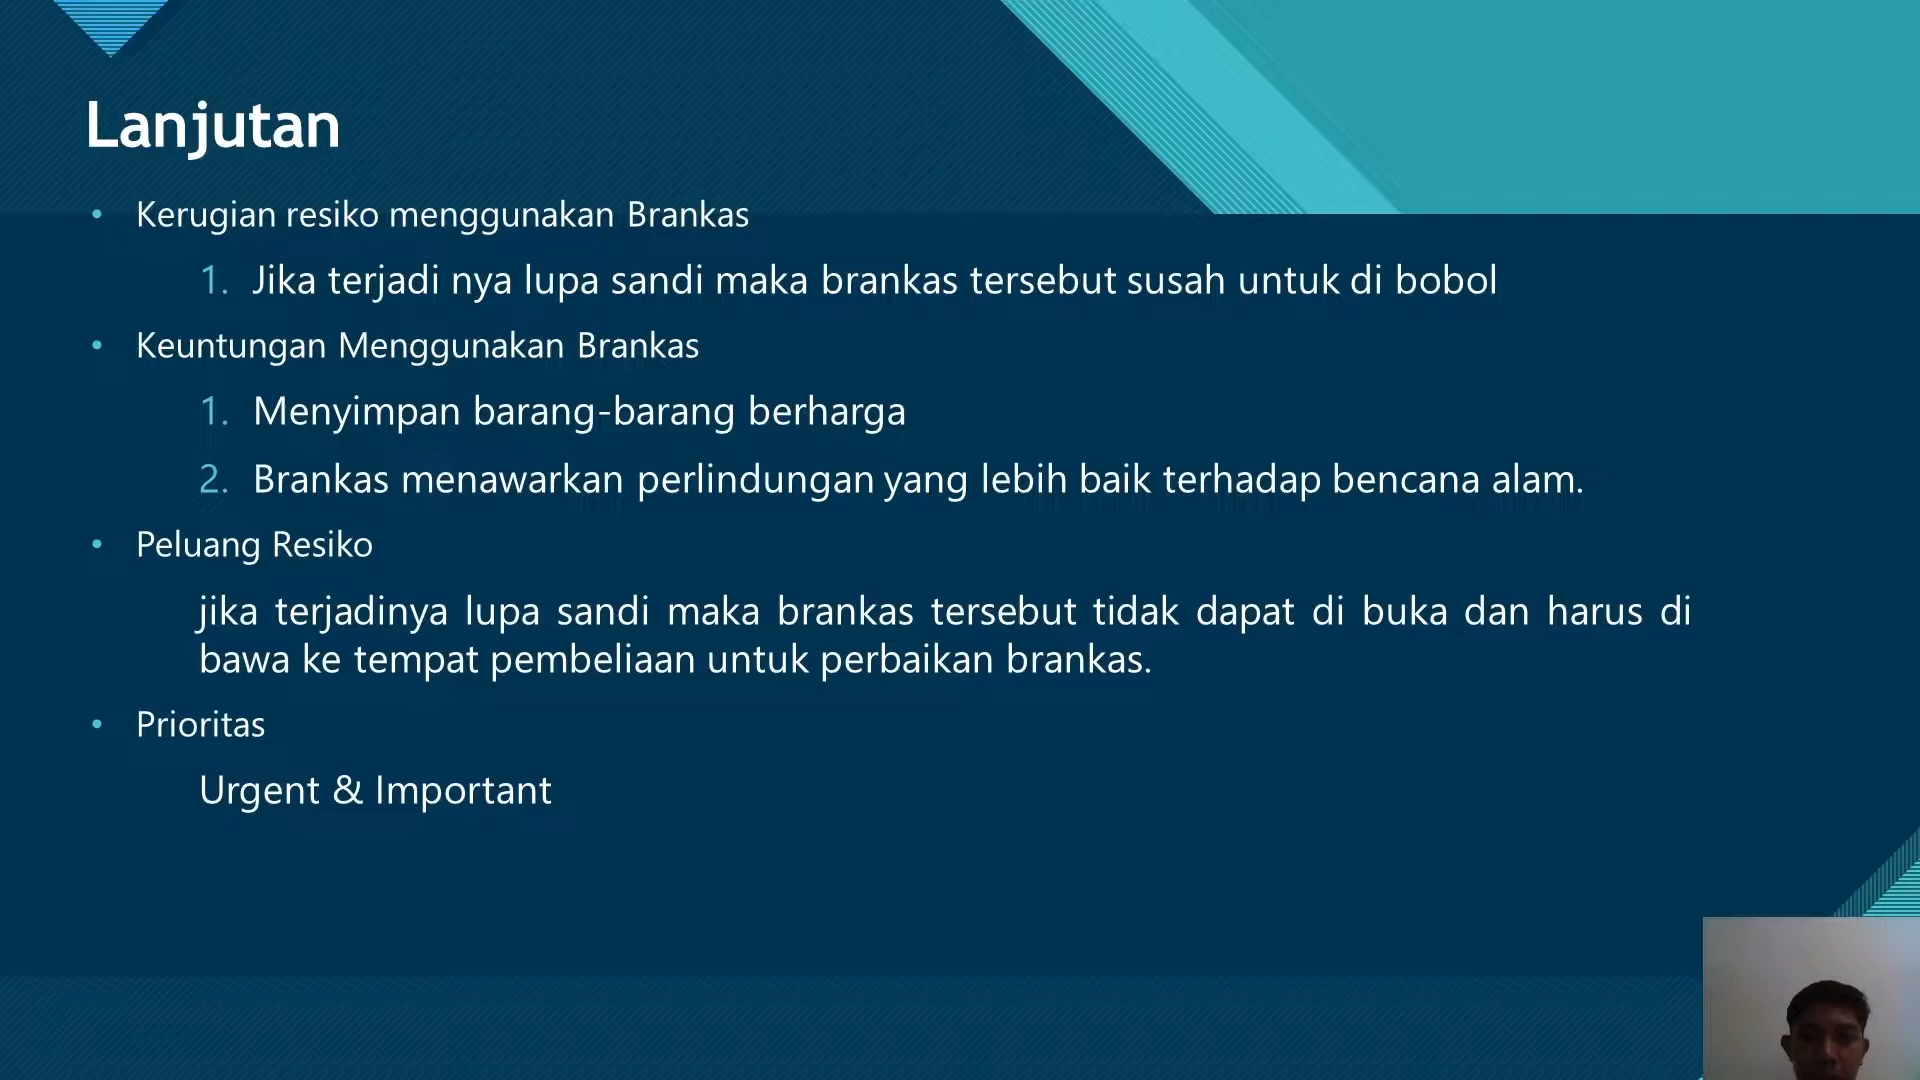 Lanjutan
• Kerugian resiko menggunakan Brankas
1. Jika terjadi nya lupa sandi maka brankas tersebut susah untuk di bobol
• Keuntungan Menggunakan Brankas
1. Menyimpan barang-barang berharga
2. Brankas menawarkan perlindungan yang lebih baik terhadap bencana alam.
• Peluang Resiko
jika terjadinya lupa sandi maka brankas tersebut tidak dapat di buka dan harus di
bawa ke tempat pembeliaan untuk perbaikan brankas.
• Prioritas
Urgent & Important